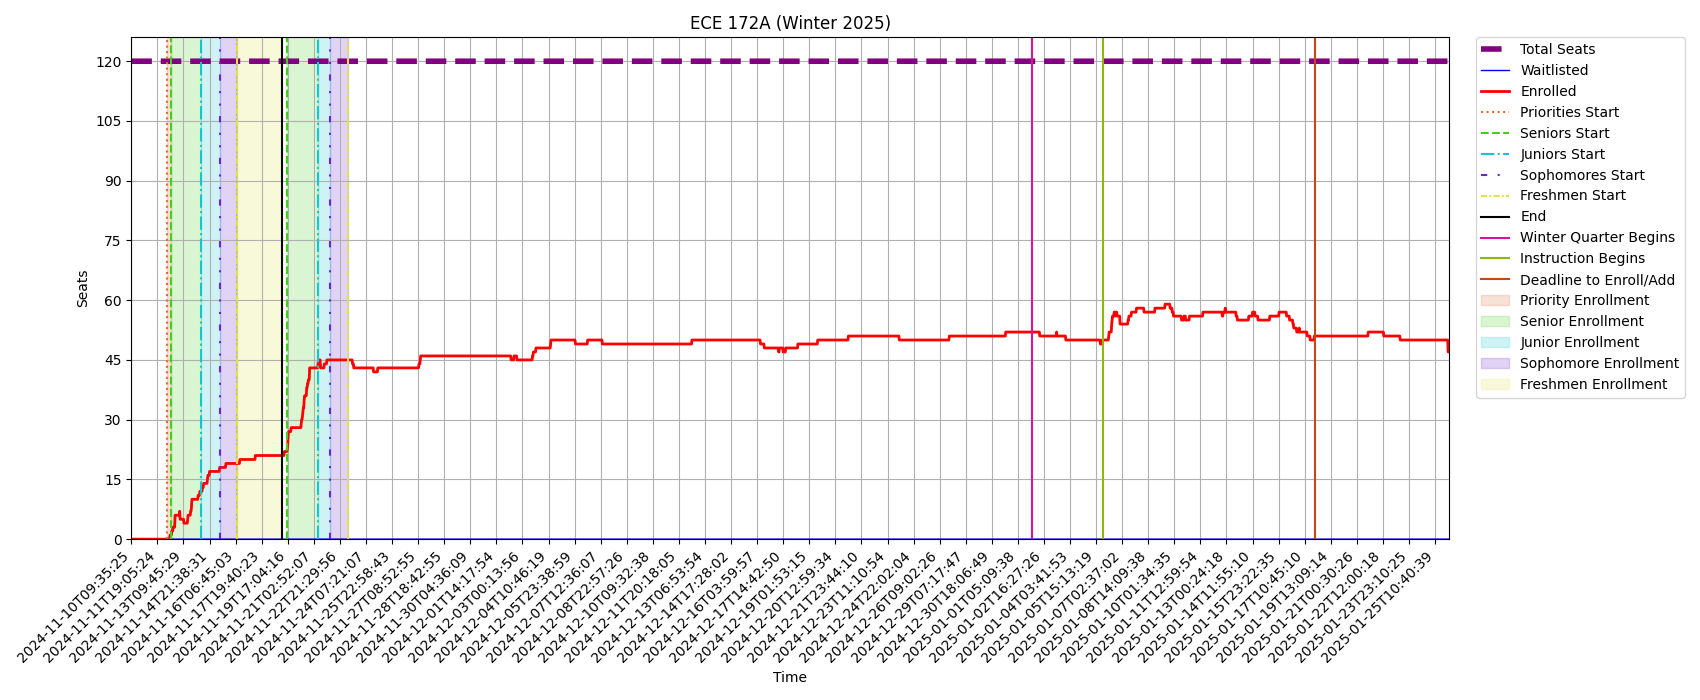 ECE 172A (Winter 2025)
Seats
120
105
90
75
60
45
30
15
0
2024-11-10T09:35:25
2024-11-11T19:05:24
2024-11-13T09:45:29
2024-11-14T21:38:31
2024-11-16T06:45:03
2024-11-17T19:40:23
2024-11-19T17:04:16
2024-11-21T02:52:07
2024-11-22T21:29:56
2024-11-24T07:21:07
2024-11-25T22:58:43
2024-11-27T08:52:55
2024-11-28T18:42:55
2024-11-30T04:36:09
2024-12-01T14:17:54
2024-12-03T00:13:56
2024-12-04T10:46:19
2024-12-05T23:38:59
2024-12-07T12:36:07
2024-12-08T22:57:26
2024-12-10T09:32:38
2024-12-11T20:18:05
2024-12-13T06:53:54
2024-12-14T17:28:02
2024-12-16T03:59:57
2024-12-17T14:42:50
2024-12-19T01:53:15
2024-12-20T12:59:34
2024-12-21T23:44:10
2024-12-23T11:10:54
2024-12-24T22:02:04
2024-12-26T09:02:26
2024-12-29T07:17:47
2024-12-30T18:06:49
2025-01-01T05:09:38
2025-01-02T16:27:26
2025-01-04T03:41:53
2025-01-05T15:13:19
2025-01-07T02:37:02
2025-01-08T14:09:38
2025-01-10T01:34:35
2025-01-11T12:59:54
2025-01-13T00:24:18
2025-01-14T11:55:10
2025-01-15T23:22:35
2025-01-17T10:45:10
2025-01-19T13:09:14
2025-01-21T00:30:26
2025-01-22T12:00:18
2025-01-23T23:10:25
2025-01-25T10:40:39
Time
Total Seats
Waitlisted
Enrolled
Priorities Start
Seniors Start
Juniors Start
Sophomores Start
Freshmen Start
End
Winter Quarter Begins
Instruction Begins
Deadline to Enroll/Add
Priority Enrollment
Senior Enrollment
Junior Enrollment
Sophomore Enrollment
Freshmen Enrollment